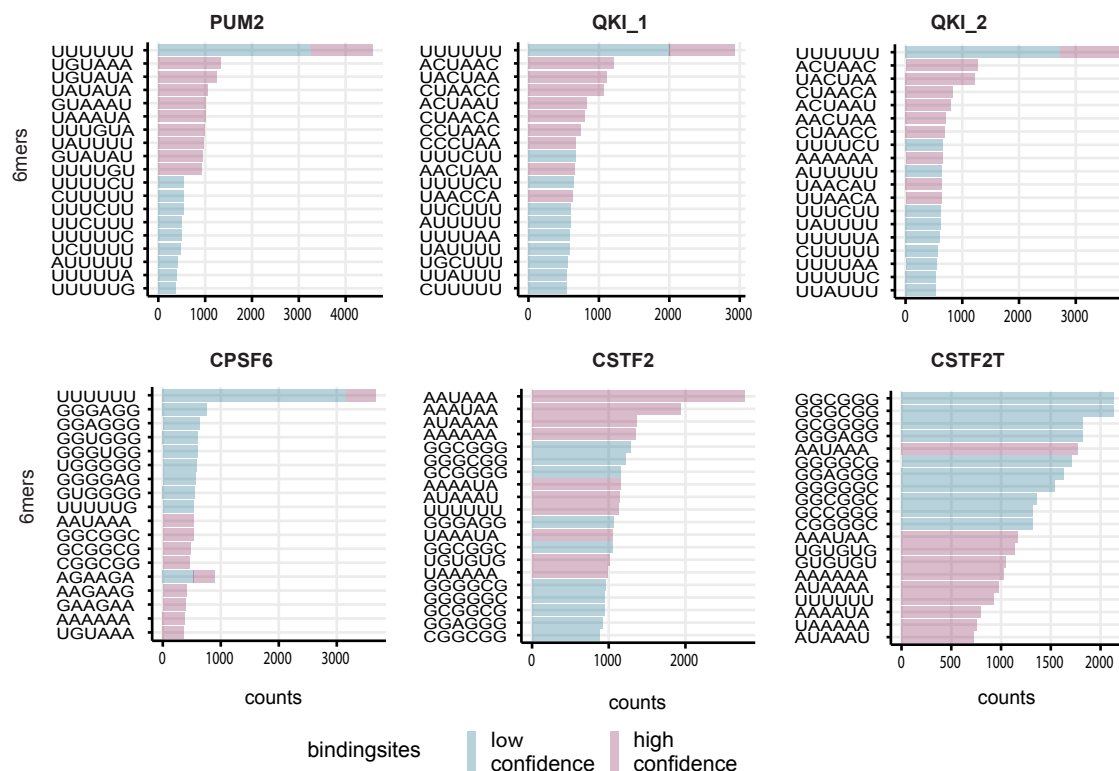 PUM2
6mers
UUUUUU
UGUAAA
UGUAUA
UAUAUA
GUAAAU
UAAAUA
UUUGUA
UAUUUU
GUAUAU
UUUUGU
UUUUCU
CUUUUU
UUUCUU
UUCUUU
UUUUUC
UCUUUU
AUUUUU
UUUUUA
UUUUUG
0 1000 2000 3000 4000
QKI_1
UUUUUU
ACUAAC
UACUAA
CUAACC
ACUAAU
CUAACA
CCUAAC
CCCUAA
UUUCUU
AACUAA
UUUUCU
UAACCA
UUCUUU
AUUUUU
UUUUAA
UAUUUU
UGCUUU
UUAUUU
CUUUUU
0 1000 2000 3000
QKI_2
UUUUUU
ACUAAC
UACUAA
CUAACA
ACUAAU
AACUAA
CUAACC
UUUUCU
AAAAAA
AUUUUU
UAACAU
UUAACA
UUUCUU
UAUUUU
UUUUUA
CUUUUU
UUUUAA
UUUUUC
UUAUUU
0 1000 2000 3000
CPSF6
6mers
UUUUUU
GGGAGG
GGAGGG
GGUGGG
GGGUGG
UGGGGG
GGGGAG
GUGGGG
UUUUUG
AAUAAA
GGCGGC
GCGGCG
CGGCGG
AGAAGA
AAGAAG
GAAGAA
AAAAAA
UGUAAA
0 1000 2000 3000
counts
CSTF2
AAUAAA
AAAUAA
AUAAAA
AAAAAA
GGCGGG
GGGCGG
GCGGGG
AAAAUA
AUAAAU
UUUUUU
GGGAGG
UAAAUA
GGCGGC
UGUGUG
UAAAAA
GGGGCG
GGGGGC
GCGGCG
GGAGGG
CGGCGG
0 1000 2000
counts
CSTF2T
GGCGGG
GGGCGG
GCGGGG
GGGAGG
AAUAAA
GGGGCG
GGAGGG
GGGGGC
GGCGGC
GCCGGG
CGGGGC
AAAUAA
UGUGUG
GUGUGU
AAAAAA
AUAAAA
UUUUUU
AAAAUA
UAAAAA
AUAAAU
0 500 1000 1500 2000
bindingsites
low
confidence
high
confidence